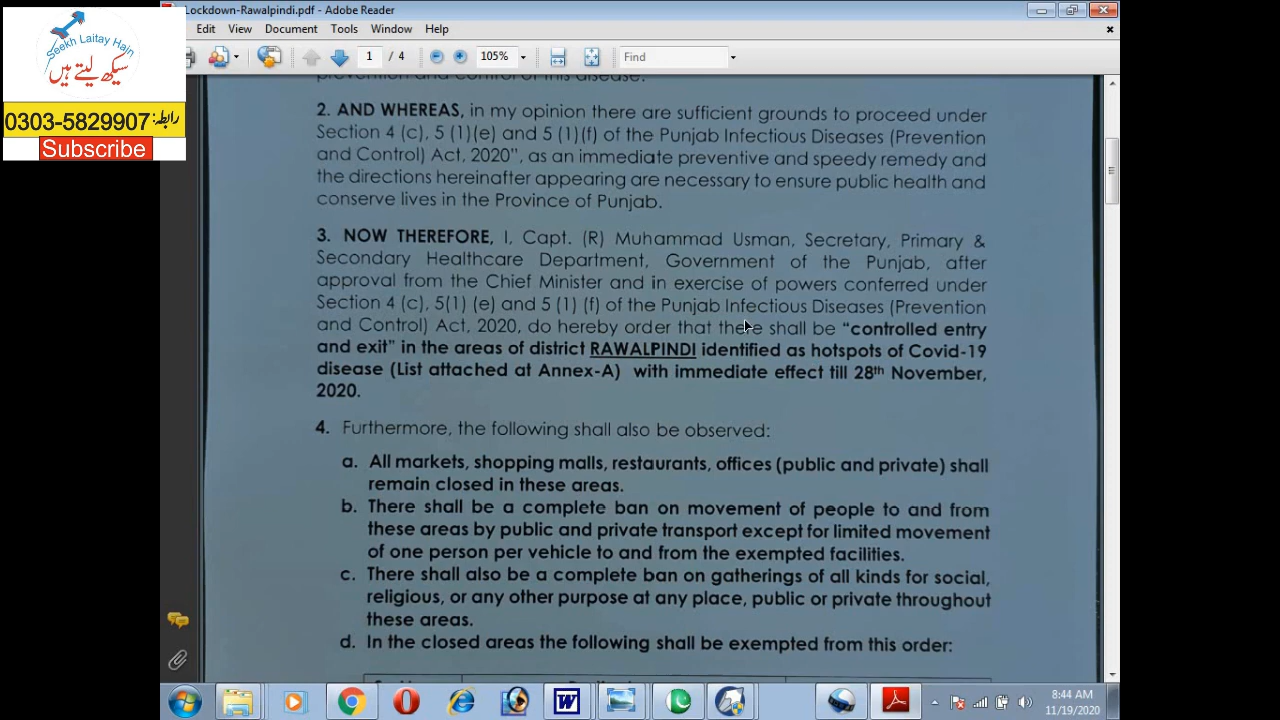 Lockdown-Rawalpindi.pdf - Adobe Reader
Edit View Document Tools Window Help
1 / 4 105% Find
Seekh Laitay Hain
سیکھ لیتے ہیں
رابطہ: 0303-5829907
Subscribe
prevention and control of this disease.
2. AND WHEREAS, in my opinion there are sufficient grounds to proceed under
Section 4 (c), 5 (1)(e) and 5 (1)(f) of the Punjab Infectious Diseases (Prevention
and Control) Act, 2020", as an immediate preventive and speedy remedy and
the directions hereinafter appearing are necessary to ensure public health and
conserve lives in the Province of Punjab.
3. NOW THEREFORE, I, Capt. (R) Muhammad Usman, Secretary, Primary &
Secondary Healthcare Department, Government of the Punjab, after
approval from the Chief Minister and in exercise of powers conferred under
Section 4 (c), 5(1) (e) and 5 (1) (f) of the Punjab Infectious Diseases (Prevention
and Control) Act, 2020, do hereby order that there shall be “controlled entry
and exit” in the areas of district RAWALPINDI identified as hotspots of Covid-19
disease (List attached at Annex-A) with immediate effect till 28th November,
2020.
4. Furthermore, the following shall also be observed:
a. All markets, shopping malls, restaurants, offices (public and private) shall
remain closed in these areas.
b. There shall be a complete ban on movement of people to and from
these areas by public and private transport except for limited movement
of one person per vehicle to and from the exempted facilities.
c. There shall also be a complete ban on gatherings of all kinds for social,
religious, or any other purpose at any place, public or private throughout
these areas.
d. In the closed areas the following shall be exempted from this order:
8:44 AM
11/19/2020